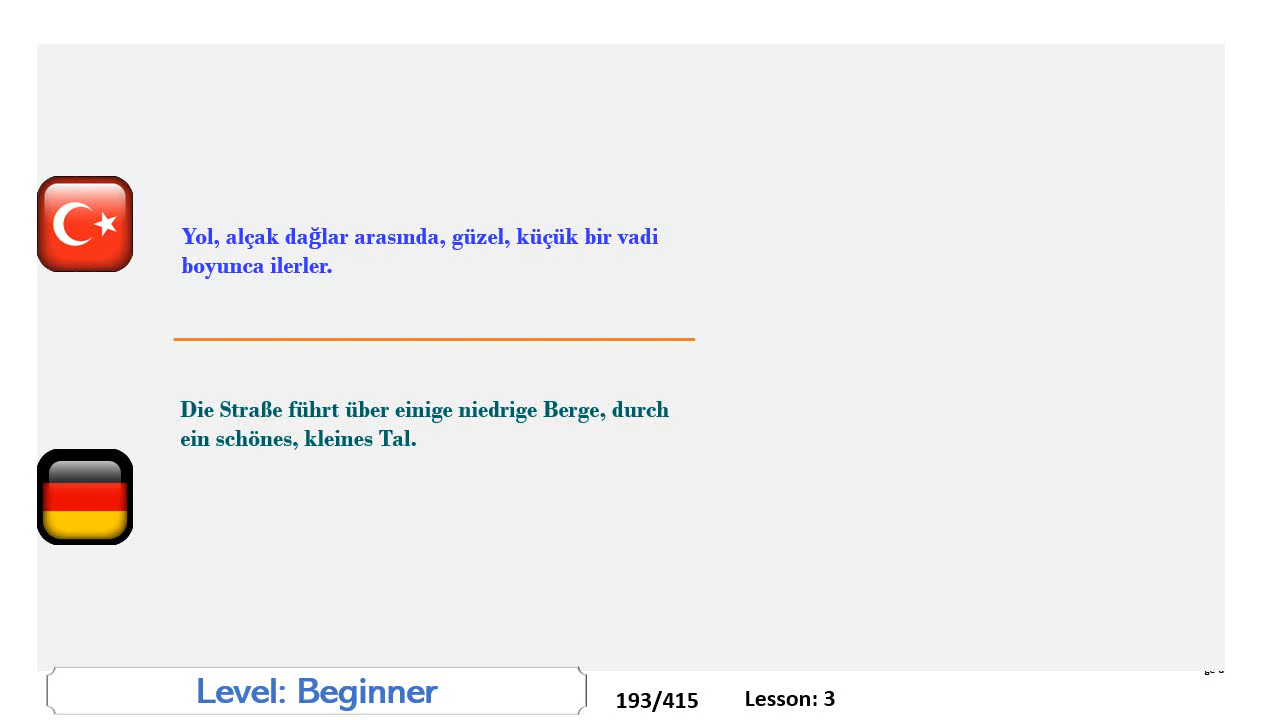 Yol, alçak dağlar arasında, güzel, küçük bir vadi
boyunca ilerler.
Die Straße führt über einige niedrige Berge, durch
ein schönes, kleines Tal.
Level: Beginner
193/415
Lesson: 3